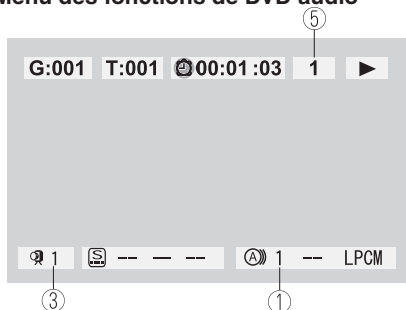 Menu des fonctions de DVD audio
⑤
G:001 T:001 00:01:03 1 ►
1 S -- — -- A 1 -- LPCM
③ ①